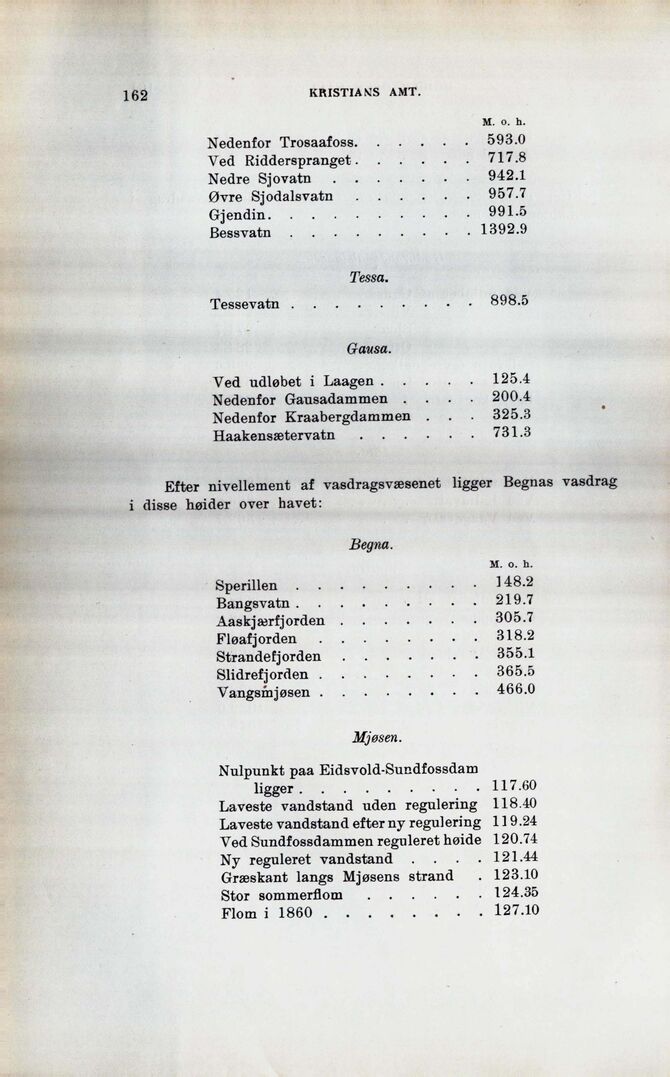 162
KRISTIANS AMT.
M. o. h.
Nedenfor Trosaafoss. . . . . . 593.0
Ved Ridderspranget . . . . . . 717.8
Nedre Sjovatn . . . . . . . 942.1
Øvre Sjodalsvatn . . . . . . 957.7
Gjendin. . . . . . . . . . 991.5
Bessvatn . . . . . . . . . 1392.9
Tessa.
Tessevatn . . . . . . . . . 898.5
Gausa.
Ved udløbet i Laagen . . . . . 125.4
Nedenfor Gausadammen . . . . 200.4
Nedenfor Kraabergdammen . . . 325.3
Haakensætervatn . . . . . . 731.3
Efter nivellement af vasdragsvæsenet ligger Begnas vasdrag
i disse høider over havet:
Begna.
M. o. h.
Sperillen . . . . . . . . . 148.2
Bangsvatn . . . . . . . . . 219.7
Aaskjærfjorden . . . . . . . 305.7
Fløafjorden . . . . . . . . 318.2
Strandefjorden . . . . . . . 355.1
Slidrefjorden . . . . . . . . 365.5
Vangsmjøsen . . . . . . . . 466.0
Mjøsen.
Nulpunkt paa Eidsvold-Sundfossdam
ligger . . . . . . . . . 117.60
Laveste vandstand uden regulering 118.40
Laveste vandstand efter ny regulering 119.24
Ved Sundfossdammen reguleret høide 120.74
Ny reguleret vandstand . . . . 121.44
Græskant langs Mjøsens strand . 123.10
Stor sommerflom . . . . . . 124.35
Flom i 1860 . . . . . . . . 127.10